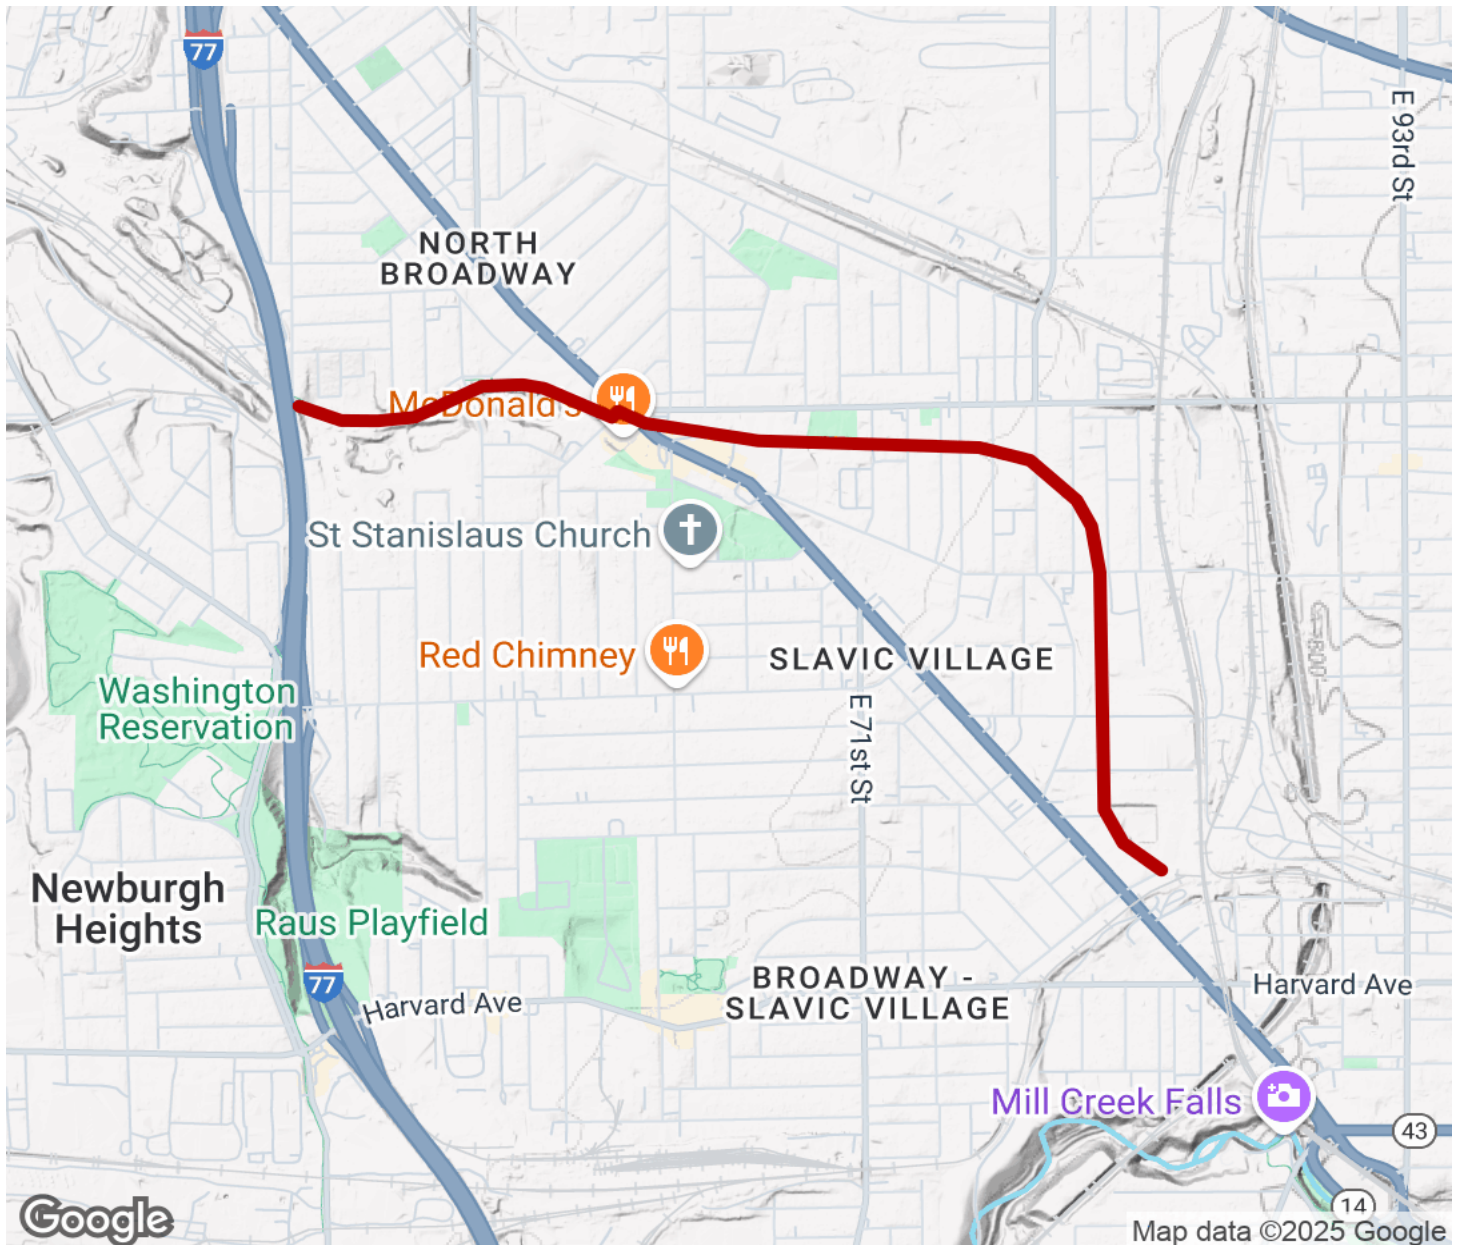 77
E 93rd St
NORTH
BROADWAY
McDonald's
St Stanislaus Church
Red Chimney
SLAVIC VILLAGE
Washington
Reservation
E 71st St
Newburgh
Heights
Raus Playfield
77
Harvard Ave
BROADWAY -
SLAVIC VILLAGE
Harvard Ave
Mill Creek Falls
43
14
Google
Map data ©2025 Google